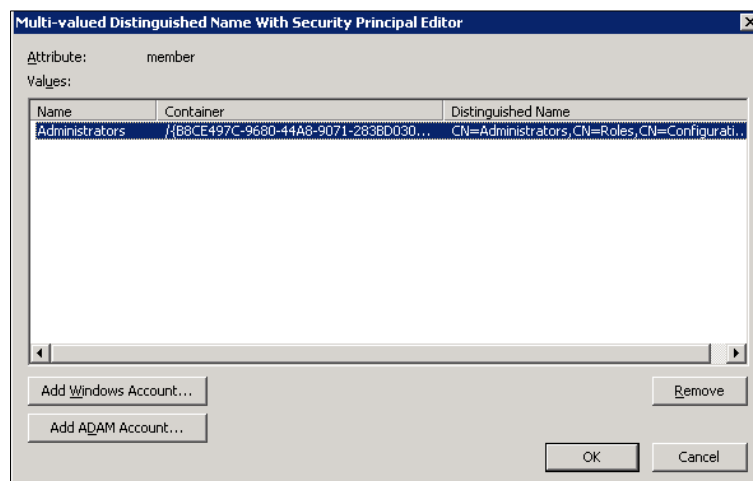 Multi-valued Distinguished Name With Security Principal Editor
Attribute: member
Values:
Name Container Distinguished Name
Administrators /{B8CE497C-9680-44A8-9071-283BD030... CN=Administrators,CN=Roles,CN=Configurati...
Add Windows Account... Remove
Add ADAM Account...
OK Cancel